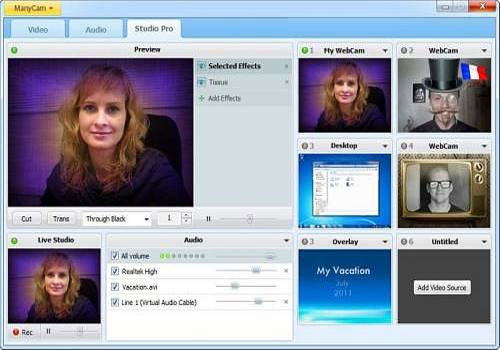 ManyCam
Video
Audio
Studio Pro
Preview
Selected Effects
Tissue
Add Effects
Cut
Trans
Through Black
1
1 My WebCam
2 WebCam
3 Desktop
4 WebCam
3 Overlay
6 Untitled
My Vacation
July
2011
Add Video Source
Live Studio
Rec
Audio
All volume
Realtek High
Vacation.avi
Line 1 (Virtual Audio Cable)